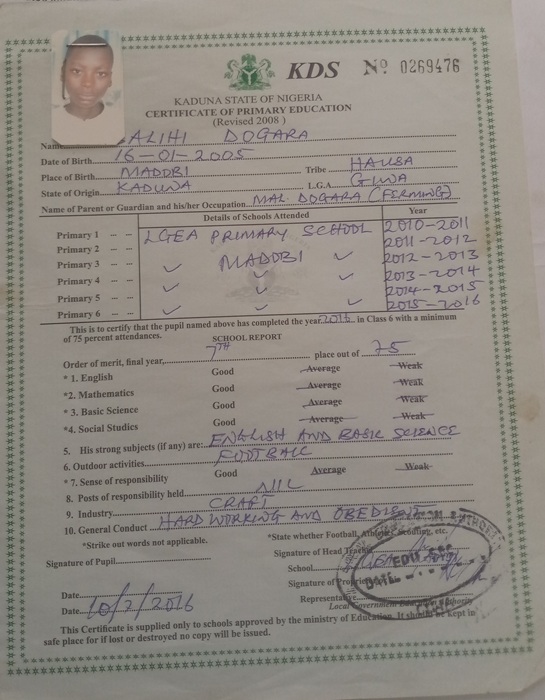 KDS Nº 0269476
KADUNA STATE OF NIGERIA
CERTIFICATE OF PRIMARY EDUCATION
(Revised 2008)
Name ALIHI DOGARA
Date of Birth 16-01-2005
Place of Birth MADOBI Tribe HAUSA
State of Origin KADUNA L.G.A GIWA
Name of Parent or Guardian and his/her Occupation MAL. DOGARA (FERMING)
Details of Schools Attended Year
Primary 1 LGEA PRIMARY SCHOOL 2010-2011
Primary 2 2011-2012
Primary 3 MADOBI 2012-2013
Primary 4 2013-2014
Primary 5 2014-2015
Primary 6 2015-2016
This is to certify that the pupil named above has completed the year 2016 in Class 6 with a minimum
of 75 percent attendances.
SCHOOL REPORT
Order of merit, final year, 7TH place out of 75
* 1. English Good Average Weak
*2. Mathematics Good Average Weak
* 3. Basic Science Good Average Weak
*4. Social Studies Good Average Weak
5. His strong subjects (if any) are: ENGLISH AND BASIC SCIENCE
6. Outdoor activities FOOTBALL
* 7. Sense of responsibility Good Average Weak
8. Posts of responsibility held NIL
9. Industry CRAFT
10. General Conduct HARD WORKING AND OBEDIENT
*Strike out words not applicable. *State whether Football, etc.
Signature of Pupil Signature of Head Teacher
School
Signature of
Date Representative
Date 10/2/2016 Local Government
This Certificate is supplied only to schools approved by the ministry of Education. It should be kept in
safe place for if lost or destroyed no copy will be issued.